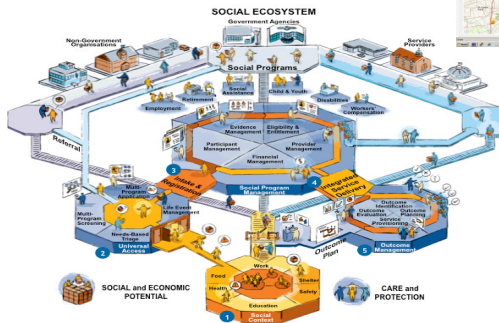 SOCIAL ECOSYSTEM
Government Agencies
Non-Government
Organisations
Service
Providers
Social Programs
Retirement
Social
Assistance
Child & Youth
Disabilities
Employment
Workers'
Compensation
Evidence
Management
Eligibility &
Entitlement
Participant
Management
Provider
Management
Financial
Management
Referral
3
Intake &
Registration
Social Program
Management
4
Integrated
Service
Delivery
Multi-
Program
Application
Life Event
Management
Multi-
Program
Screening
Needs-Based
Triage
2
Universal
Access
Outcome
Identification
Outcome
Evaluation
Outcome
Planning
Service
Provisioning
5
Outcome
Management
Outcome
Plan
Work
Food
Shelter
Health
Safety
Education
1
Social
Context
SOCIAL and ECONOMIC
POTENTIAL
CARE and
PROTECTION